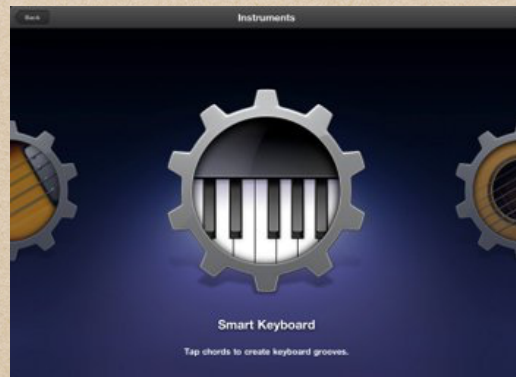 Back
Instruments
Smart Keyboard
Tap chords to create keyboard grooves.